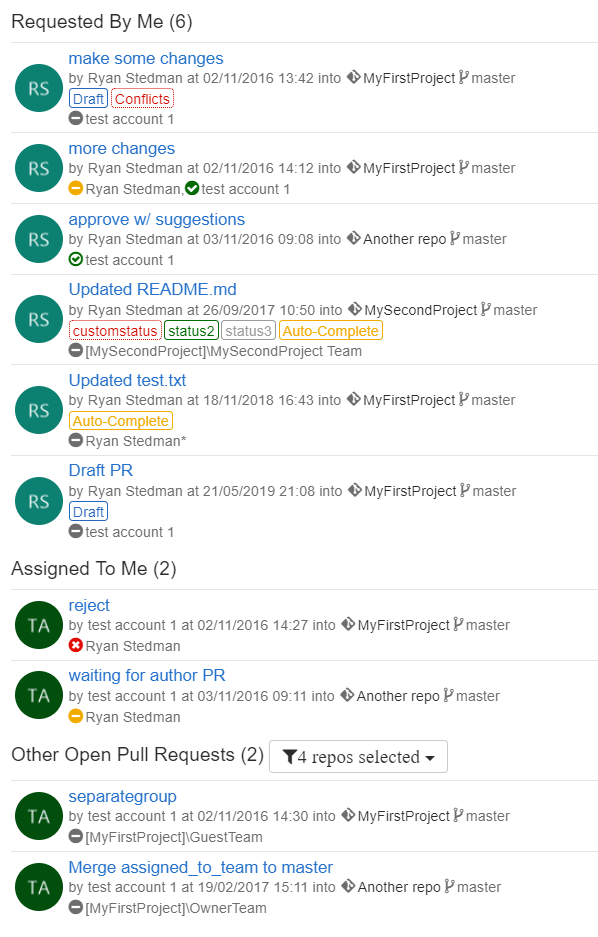 Requested By Me (6)
RS
make some changes
by Ryan Stedman at 02/11/2016 13:42 into MyFirstProject master
Draft Conflicts
test account 1
RS
more changes
by Ryan Stedman at 02/11/2016 14:12 into MyFirstProject master
Ryan Stedman, test account 1
RS
approve w/ suggestions
by Ryan Stedman at 03/11/2016 09:08 into Another repo master
test account 1
RS
Updated README.md
by Ryan Stedman at 26/09/2017 10:50 into MySecondProject master
customstatus status2 status3 Auto-Complete
[MySecondProject]\MySecondProject Team
RS
Updated test.txt
by Ryan Stedman at 18/11/2018 16:43 into MyFirstProject master
Auto-Complete
Ryan Stedman*
RS
Draft PR
by Ryan Stedman at 21/05/2019 21:08 into MyFirstProject master
Draft
test account 1
Assigned To Me (2)
TA
reject
by test account 1 at 02/11/2016 14:27 into MyFirstProject master
Ryan Stedman
TA
waiting for author PR
by test account 1 at 03/11/2016 09:11 into Another repo master
Ryan Stedman
Other Open Pull Requests (2) 4 repos selected
TA
separategroup
by test account 1 at 02/11/2016 14:30 into MyFirstProject master
[MyFirstProject]\GuestTeam
TA
Merge assigned_to_team to master
by test account 1 at 19/02/2017 15:11 into Another repo master
[MyFirstProject]\OwnerTeam